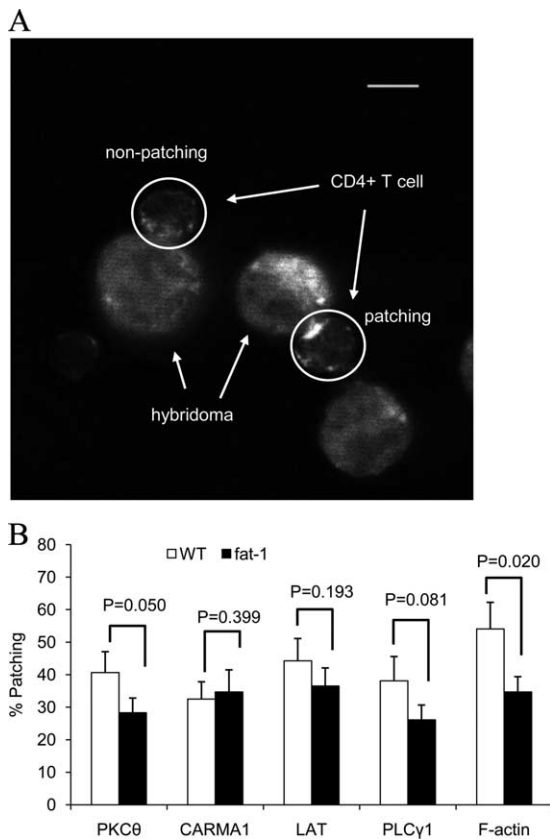 A
non-patching
CD4+ T cell
patching
hybridoma
B
80
70
60
50
40
30
20
10
0
% Patching
WT fat-1
P=0.050
P=0.399
P=0.193
P=0.081
P=0.020
PKCθ CARMA1 LAT PLCγ1 F-actin